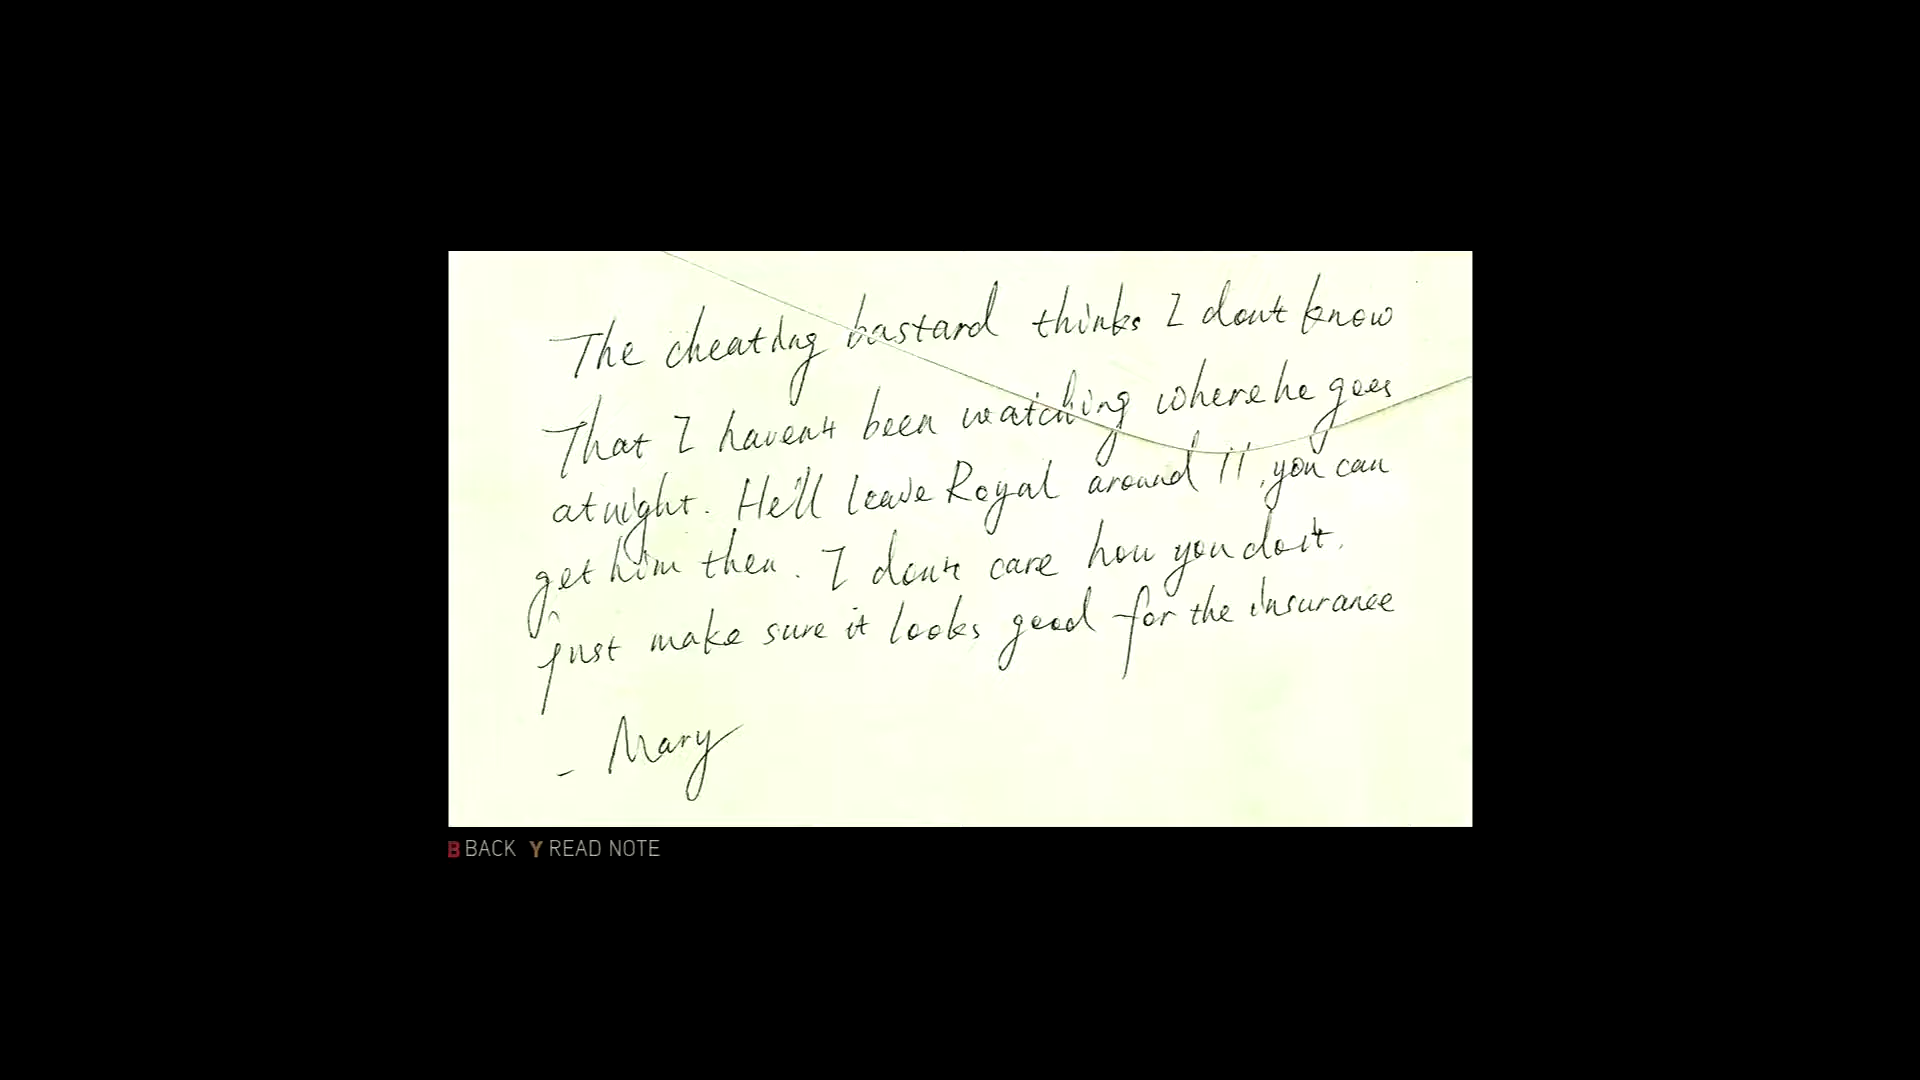 The cheating bastard thinks I don't know
That I haven't been watching where he goes
at night. He'll leave Royal around 11, you can
get him then. I don't care how you do it.
just make sure it looks good for the insurance
- Mary
B BACK Y READ NOTE